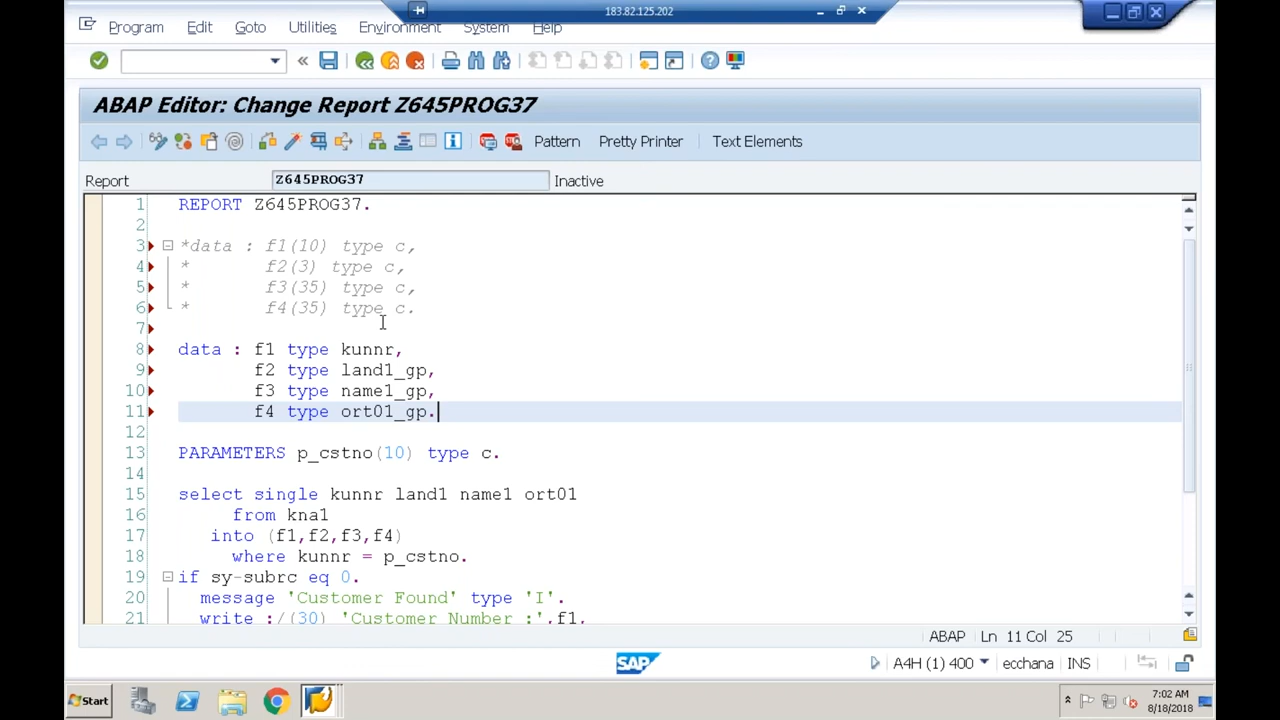 183.82.125.202
Program Edit Goto Utilities Environment System Help
ABAP Editor: Change Report Z645PROG37
Pattern Pretty Printer Text Elements
Report Z645PROG37 Inactive
1 REPORT Z645PROG37.
2
3 *data : f1(10) type c,
4 * f2(3) type c,
5 * f3(35) type c,
6 * f4(35) type c.
7
8 data : f1 type kunnr,
9 f2 type land1_gp,
10 f3 type name1_gp,
11 f4 type ort01_gp.
12
13 PARAMETERS p_cstno(10) type c.
14
15 select single kunnr land1 name1 ort01
16 from kna1
17 into (f1,f2,f3,f4)
18 where kunnr = p_cstno.
19 if sy-subrc eq 0.
20 message 'Customer Found' type 'I'.
21 write :/(30) 'Customer Number :',f1,
ABAP Ln 11 Col 25
SAP A4H (1) 400 ecchana INS
Start 7:02 AM
8/18/2018